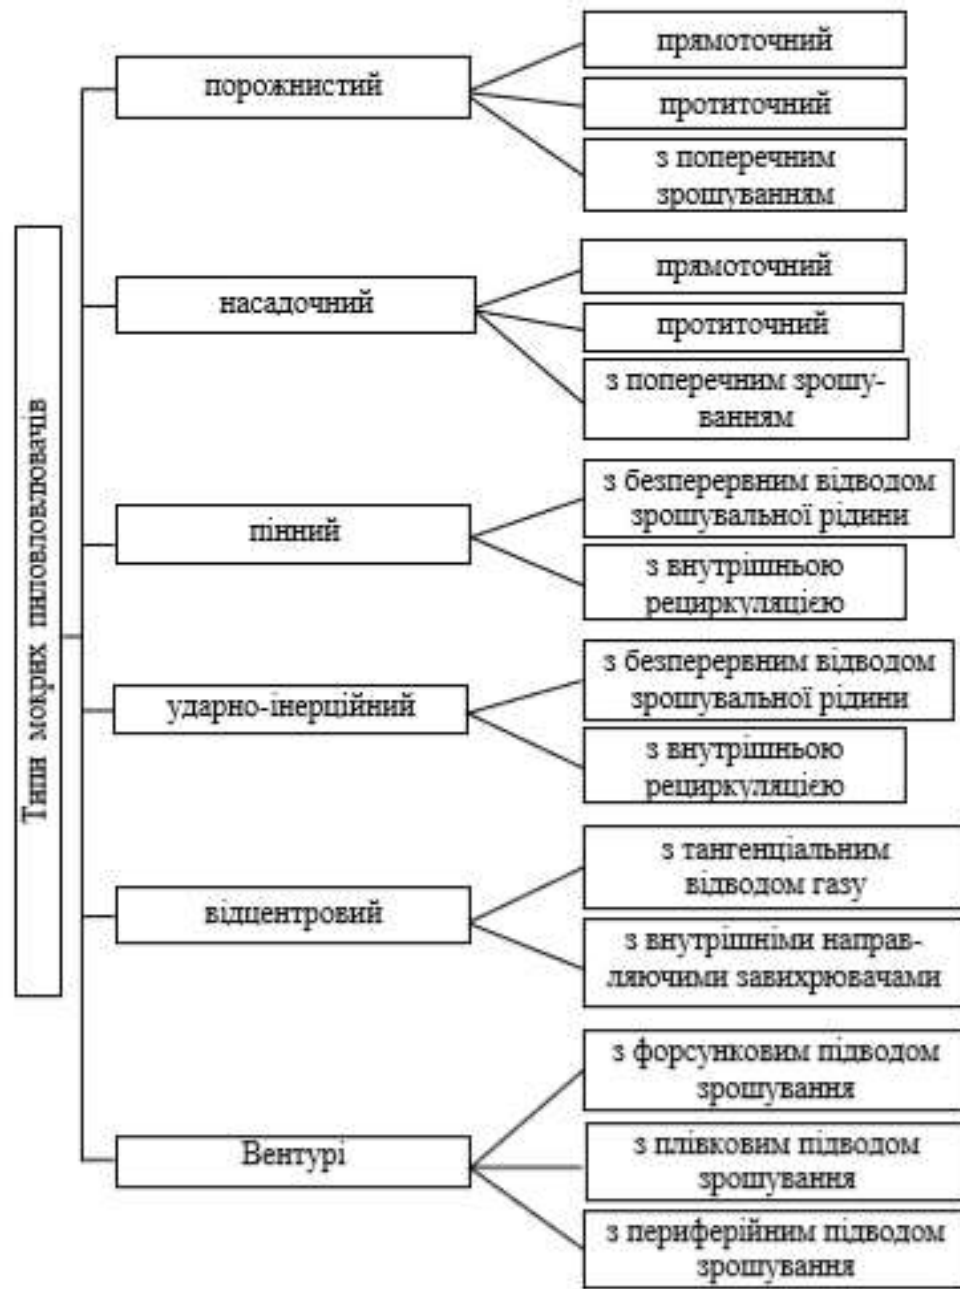 Типи мокрих пиловловлювачів
порожнистий
прямоточний
протиточний
з поперечним
зрошуванням
насадочний
прямоточний
протиточний
з поперечним зрошу-
ванням
пінний
з безперервним відводом
зрошувальної рідини
з внутрішньою
рециркуляцією
ударно-інерційний
з безперервним відводом
зрошувальної рідини
з внутрішньою
рециркуляцією
відцентровий
з тангенціальним
відводом газу
з внутрішніми направ-
ляючими завихрювачами
Вентурі
з форсунковим підводом
зрошування
з плівковим підводом
зрошування
з периферійним підводом
зрошування